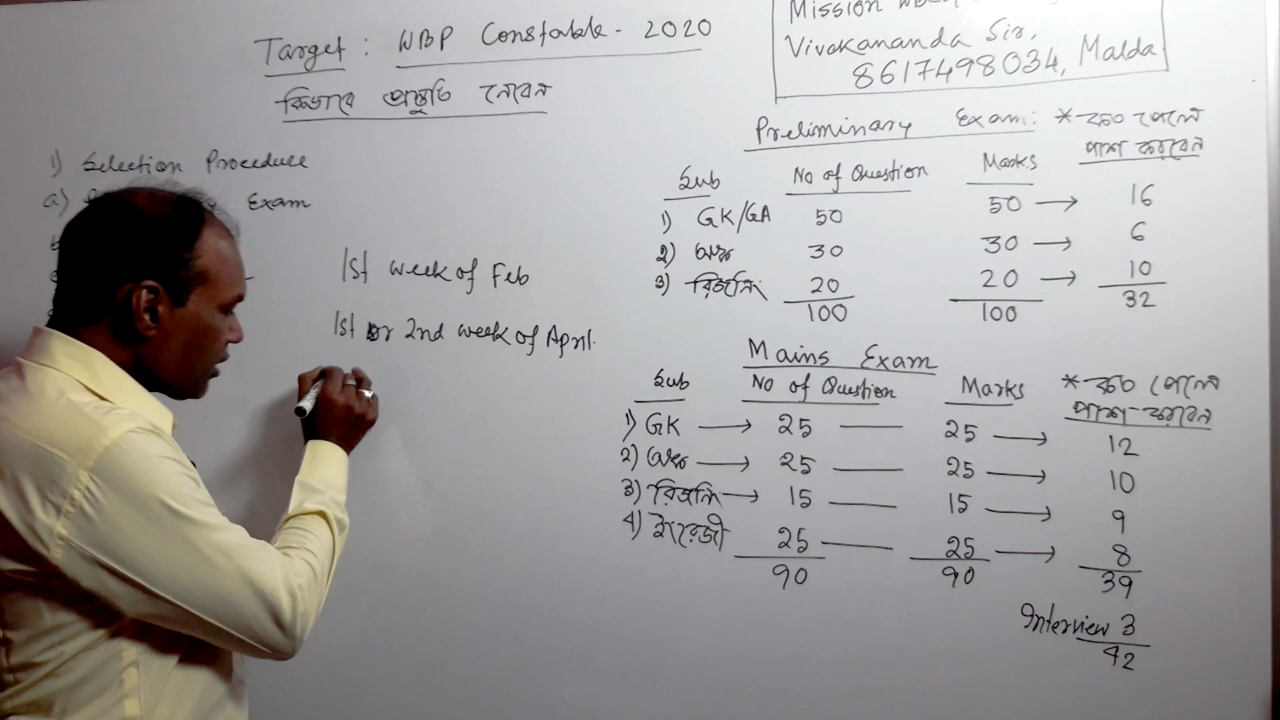 Target : WBP Constable - 2020
কিভাবে প্রস্তুতি নেবেন
Mission
Vivekananda Sir,
8617498034, Malda
1) Selection Procedure
a) Exam
1st week of Feb
1st or 2nd week of April.
Preliminary Exam: * কত পেলে
পাশ করবেন
Sub No of Question Marks
1) GK/GA 50 50 → 16
2) অঙ্ক 30 30 → 6
3) রিজনিং 20 20 → 10
100 100 32
Mains Exam
Sub No of Question Marks * কত পেলে
পাশ করবেন
1) GK → 25 — 25 → 12
2) অঙ্ক → 25 — 25 → 10
3) রিজনিং → 15 — 15 → 9
4) ইংরেজী 25 — 25 → 8
90 90 39
Interview 3
42